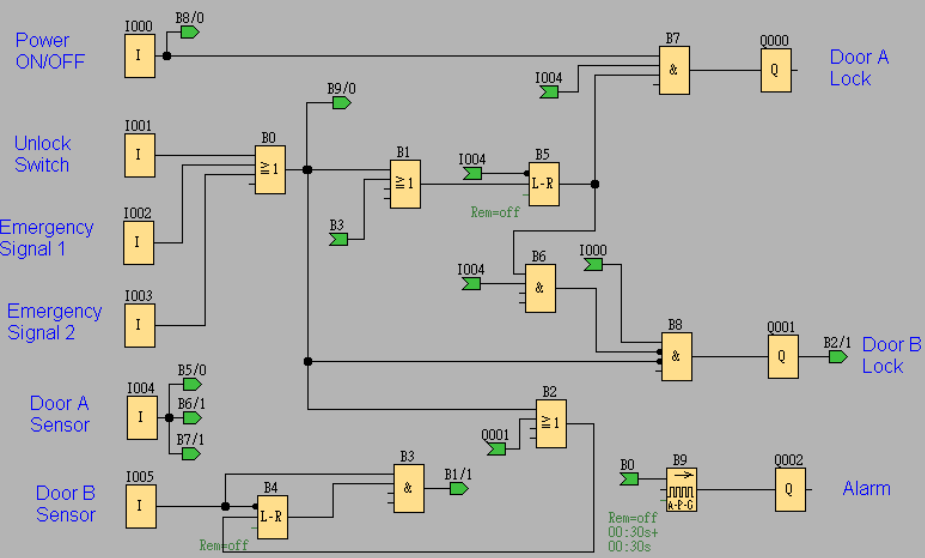 I000
B8/0
I
Power
ON/OFF
I004
B7
&
Q000
Q
Door A
Lock
B9/0
I001
I
Unlock
Switch
B0
≧1
B1
≧1
I004
B5
L-R
Rem=off
I002
I
Emergency
Signal 1
B3
I004
B6
&
I000
I003
I
Emergency
Signal 2
B8
&
Q001
Q
B2/1
Door B
Lock
I004
I
B5/0
B6/1
B7/1
Door A
Sensor
B2
≧1
Q001
I005
I
Door B
Sensor
B4
L-R
Rem=off
B3
&
B1/1
B0
B9
A-P-G
Rem=off
00:30s+
00:30s
Q002
Q
Alarm